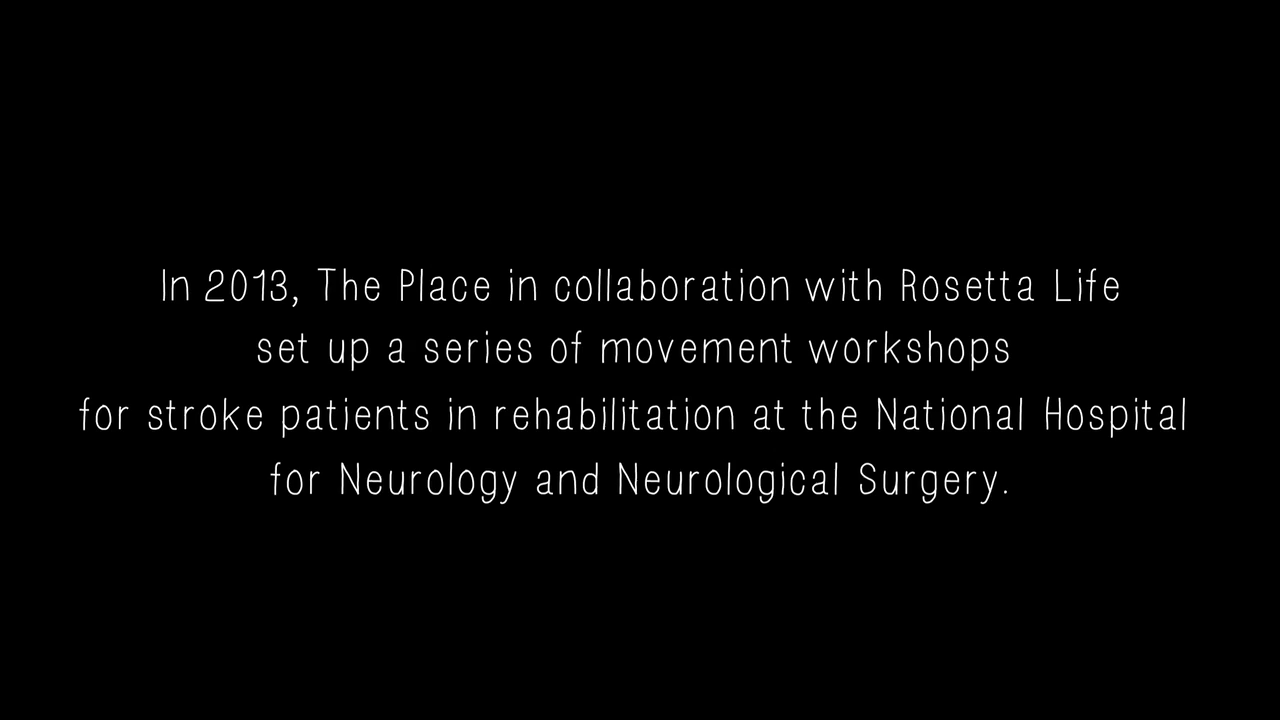 In 2013, The Place in collaboration with Rosetta Life
set up a series of movement workshops
for stroke patients in rehabilitation at the National Hospital
for Neurology and Neurological Surgery.